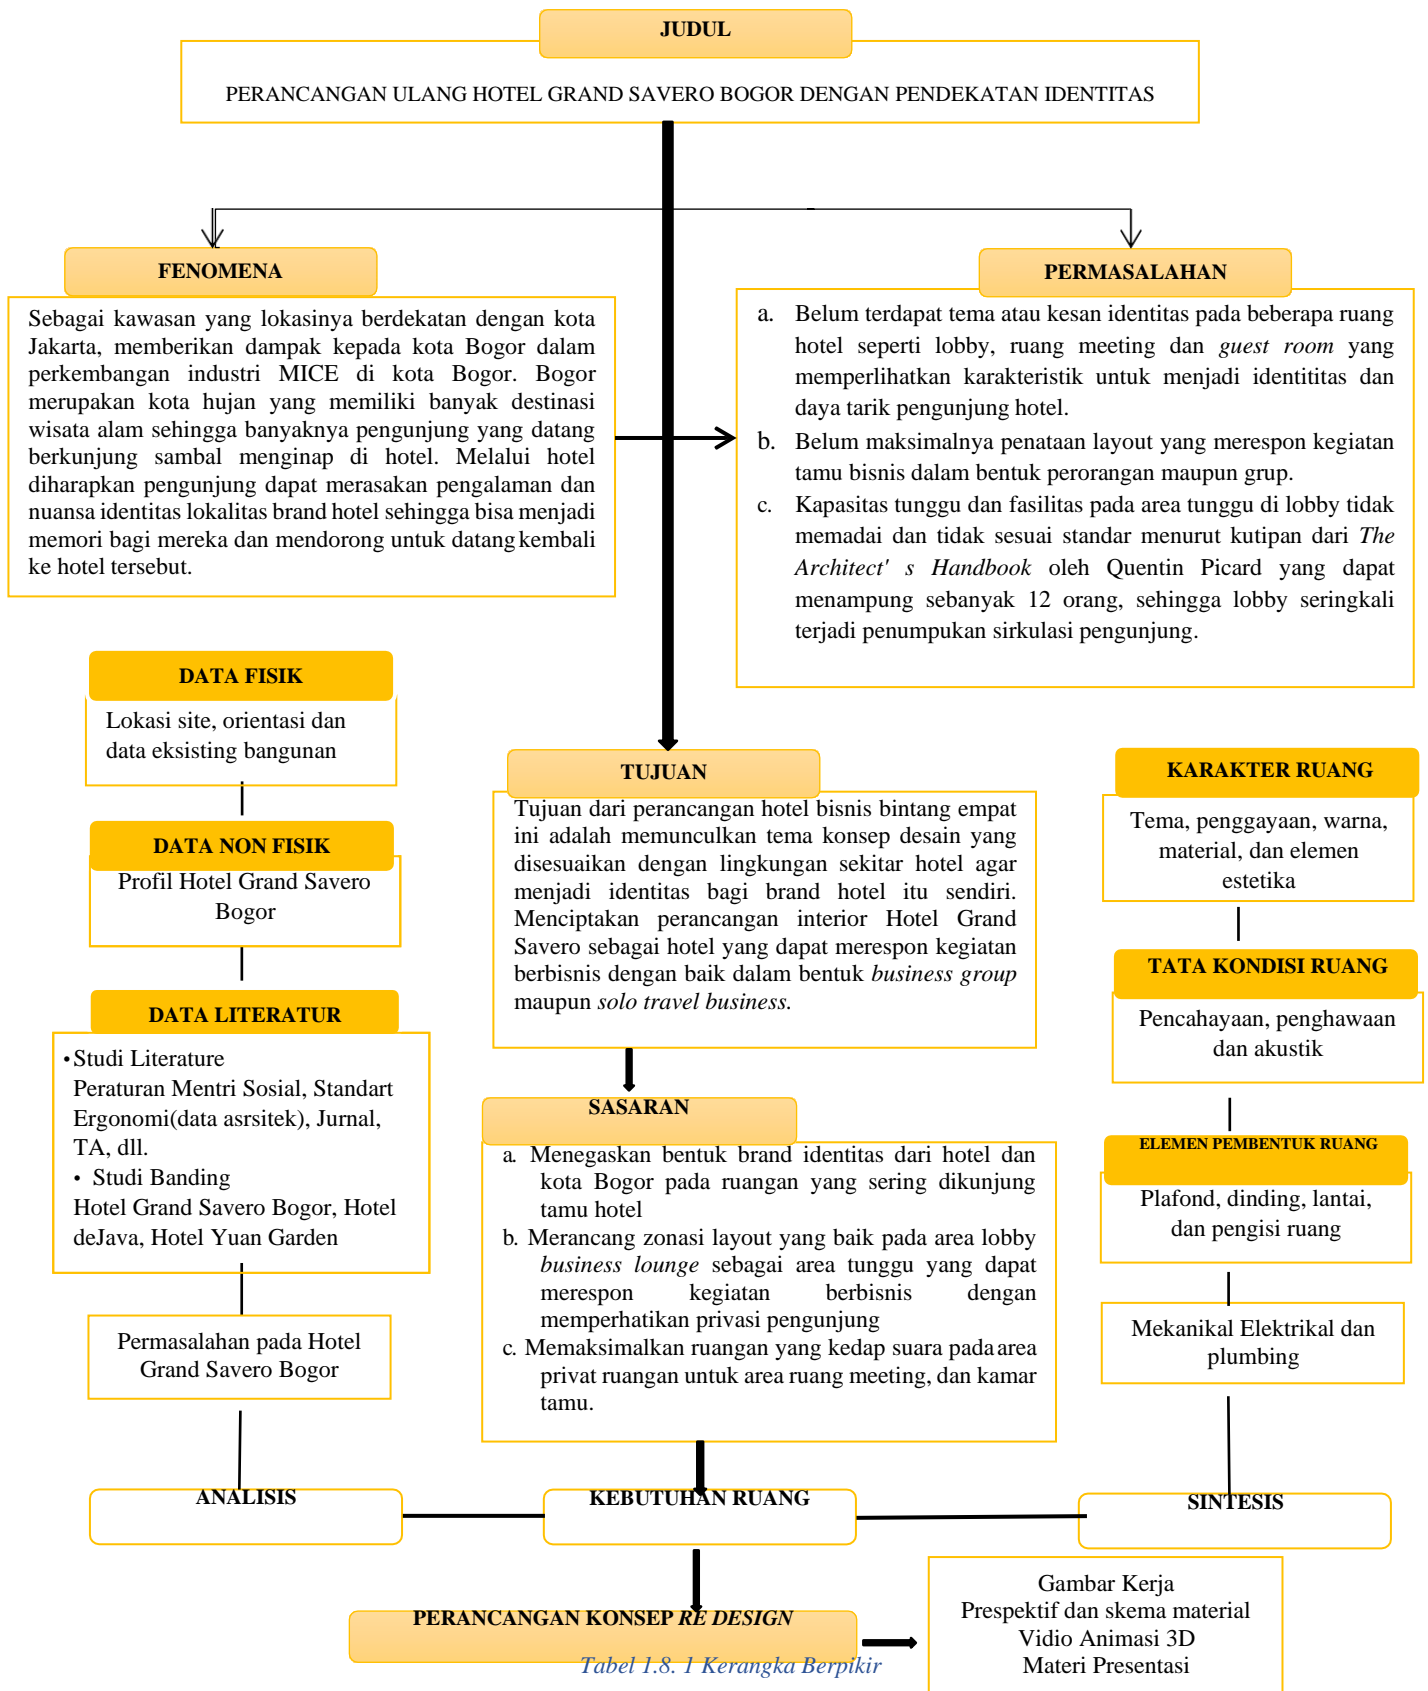 JUDUL
PERANCANGAN ULANG HOTEL GRAND SAVERO BOGOR DENGAN PENDEKATAN IDENTITAS
FENOMENA
Sebagai kawasan yang lokasinya berdekatan dengan kota
Jakarta, memberikan dampak kepada kota Bogor dalam
perkembangan industri MICE di kota Bogor. Bogor
merupakan kota hujan yang memiliki banyak destinasi
wisata alam sehingga banyaknya pengunjung yang datang
berkunjung sambal menginap di hotel. Melalui hotel
diharapkan pengunjung dapat merasakan pengalaman dan
nuansa identitas lokalitas brand hotel sehingga bisa menjadi
memori bagi mereka dan mendorong untuk datang kembali
ke hotel tersebut.
PERMASALAHAN
a. Belum terdapat tema atau kesan identitas pada beberapa ruang
hotel seperti lobby, ruang meeting dan guest room yang
memperlihatkan karakteristik untuk menjadi identititas dan
daya tarik pengunjung hotel.
b. Belum maksimalnya penataan layout yang merespon kegiatan
tamu bisnis dalam bentuk perorangan maupun grup.
c. Kapasitas tunggu dan fasilitas pada area tunggu di lobby tidak
memadai dan tidak sesuai standar menurut kutipan dari The
Architect' s Handbook oleh Quentin Picard yang dapat
menampung sebanyak 12 orang, sehingga lobby seringkali
terjadi penumpukan sirkulasi pengunjung.
DATA FISIK
Lokasi site, orientasi dan
data eksisting bangunan
DATA NON FISIK
Profil Hotel Grand Savero
Bogor
DATA LITERATUR
• Studi Literature
Peraturan Mentri Sosial, Standart
Ergonomi(data asrsitek), Jurnal,
TA, dll.
• Studi Banding
Hotel Grand Savero Bogor, Hotel
deJava, Hotel Yuan Garden
Permasalahan pada Hotel
Grand Savero Bogor
TUJUAN
Tujuan dari perancangan hotel bisnis bintang empat
ini adalah memunculkan tema konsep desain yang
disesuaikan dengan lingkungan sekitar hotel agar
menjadi identitas bagi brand hotel itu sendiri.
Menciptakan perancangan interior Hotel Grand
Savero sebagai hotel yang dapat merespon kegiatan
berbisnis dengan baik dalam bentuk business group
maupun solo travel business.
SASARAN
a. Menegaskan bentuk brand identitas dari hotel dan
kota Bogor pada ruangan yang sering dikunjung
tamu hotel
b. Merancang zonasi layout yang baik pada area lobby
business lounge sebagai area tunggu yang dapat
merespon kegiatan berbisnis dengan
memperhatikan privasi pengunjung
c. Memaksimalkan ruangan yang kedap suara pada area
privat ruangan untuk area ruang meeting, dan kamar
tamu.
KARAKTER RUANG
Tema, penggayaan, warna,
material, dan elemen
estetika
TATA KONDISI RUANG
Pencahayaan, penghawaan
dan akustik
ELEMEN PEMBENTUK RUANG
Plafond, dinding, lantai,
dan pengisi ruang
Mekanikal Elektrikal dan
plumbing
ANALISIS
KEBUTUHAN RUANG
SINTESIS
PERANCANGAN KONSEP RE DESIGN
Gambar Kerja
Prespektif dan skema material
Vidio Animasi 3D
Materi Presentasi
Tabel 1.8. 1 Kerangka Berpikir